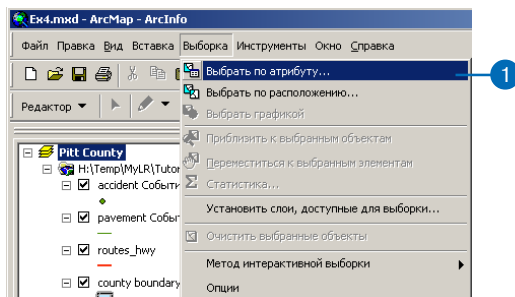 Ex4.mxd - ArcMap - ArcInfo
Файл Правка Вид Вставка Выборка Инструменты Окно Справка
Выбрать по атрибуту...
1
Выбрать по расположению...
Редактор
Выбрать графикой
Приблизить к выбранным объектам
Pitt County
Переместиться к выбранным элементам
H:\Temp\MyLR\Tutor
Статистика...
accident Событи
Установить слои, доступные для выборки...
pavement Событ
Очистить выбранные объекты
routes_hwy
Метод интерактивной выборки
county boundary
Опции